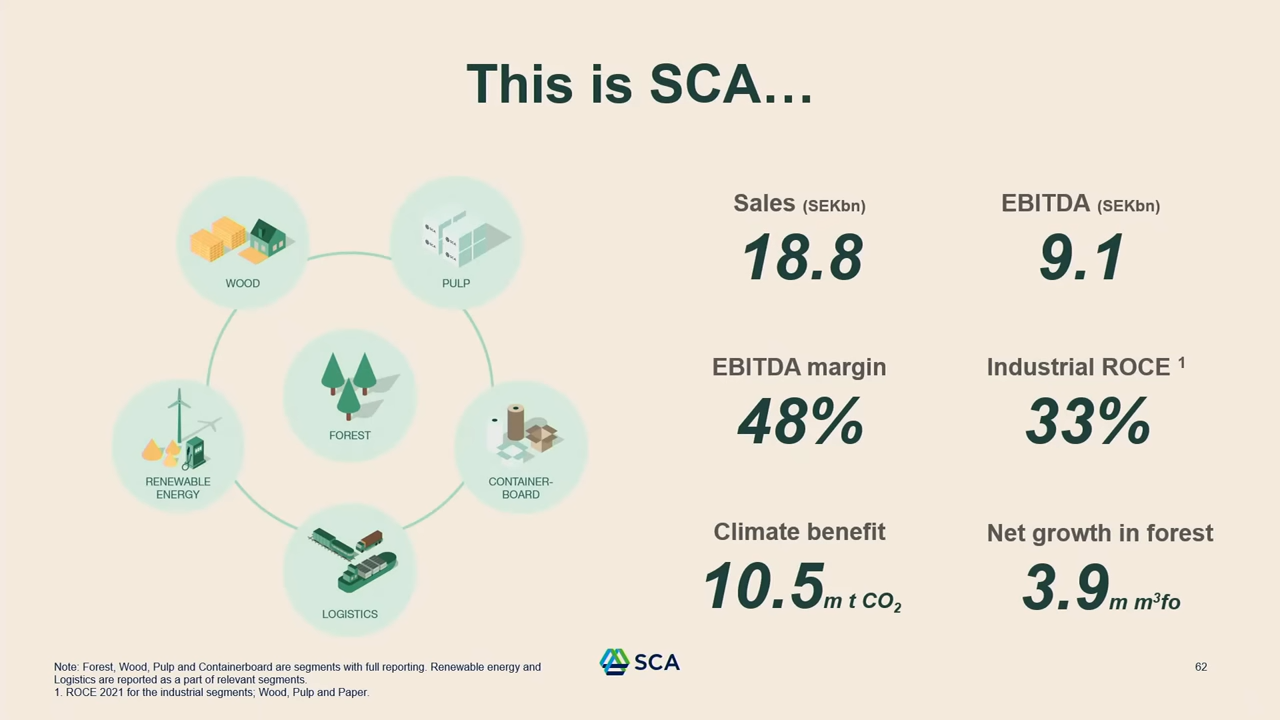 This is SCA…
WOOD
PULP
FOREST
RENEWABLE
ENERGY
CONTAINER-
BOARD
LOGISTICS
Sales (SEKbn)
18.8
EBITDA (SEKbn)
9.1
EBITDA margin
48%
Industrial ROCE 1
33%
Climate benefit
10.5m t CO2
Net growth in forest
3.9m m3fo
Note: Forest, Wood, Pulp and Containerboard are segments with full reporting. Renewable energy and
Logistics are reported as a part of relevant segments.
1. ROCE 2021 for the industrial segments; Wood, Pulp and Paper.
SCA
62